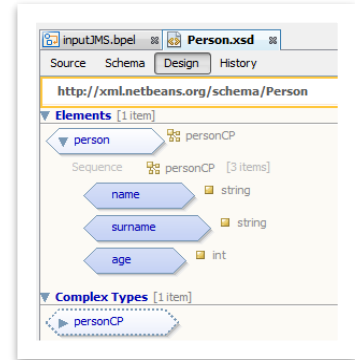 inputJMS.bpel Person.xsd
Source Schema Design History
http://xml.netbeans.org/schema/Person
Elements [1 item]
person personCP
Sequence personCP [3 items]
name string
surname string
age int
Complex Types [1 item]
personCP